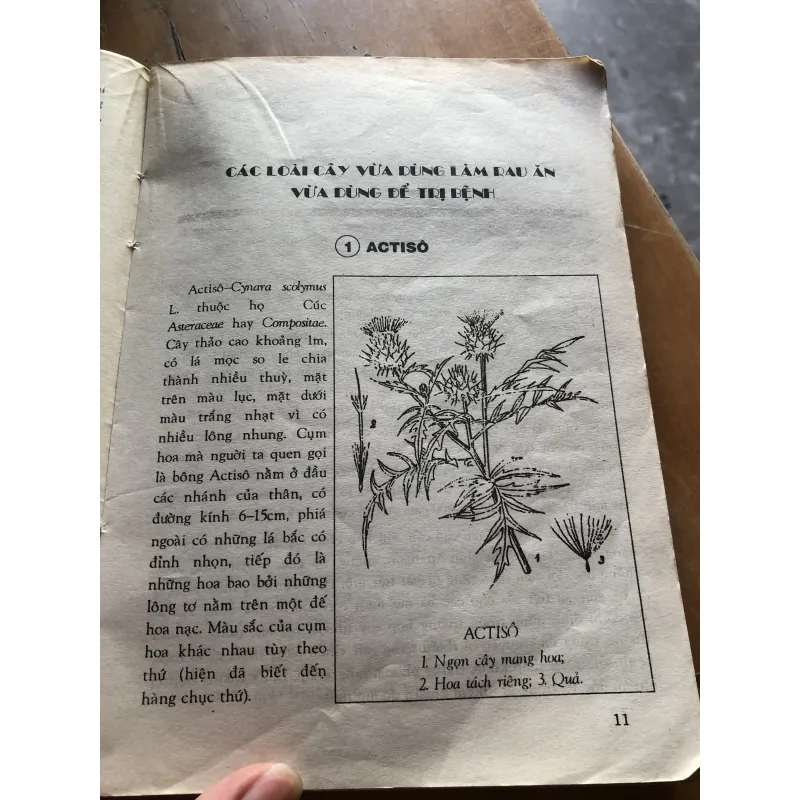 CÁC LOẢI CÂY VỪA DÙNG LÀM RAU ĂN
VỪA DÙNG ĐỂ TRỊ BỆNH
1 ACTISÔ
Actisô–Cynara scolymus
L. thuộc họ Cúc
Asteraceae hay Compositae.
Cây thảo cao khoảng 1m,
có lá mọc so le chia
thành nhiều thuỳ, mặt
trên màu lục, mặt dưới
màu trắng nhạt vì có
nhiều lông nhung. Cụm
hoa mà nguời ta quen gọi
là bông Actisô nằm ở đầu
các nhánh của thân, có
đường kính 6–15cm, phiá
ngoài có những lá bắc có
đỉnh nhọn, tiếp đó là
những hoa bao bởi những
lông tơ nằm trên một đế
hoa nạc. Màu sắc của cụm
hoa khác nhau tùy theo
thứ (hiện đã biết đến
hàng chục thứ).
2
1
3
ACTISÔ
1. Ngọn cây mang hoa;
2. Hoa tách riêng; 3. Quả.
11